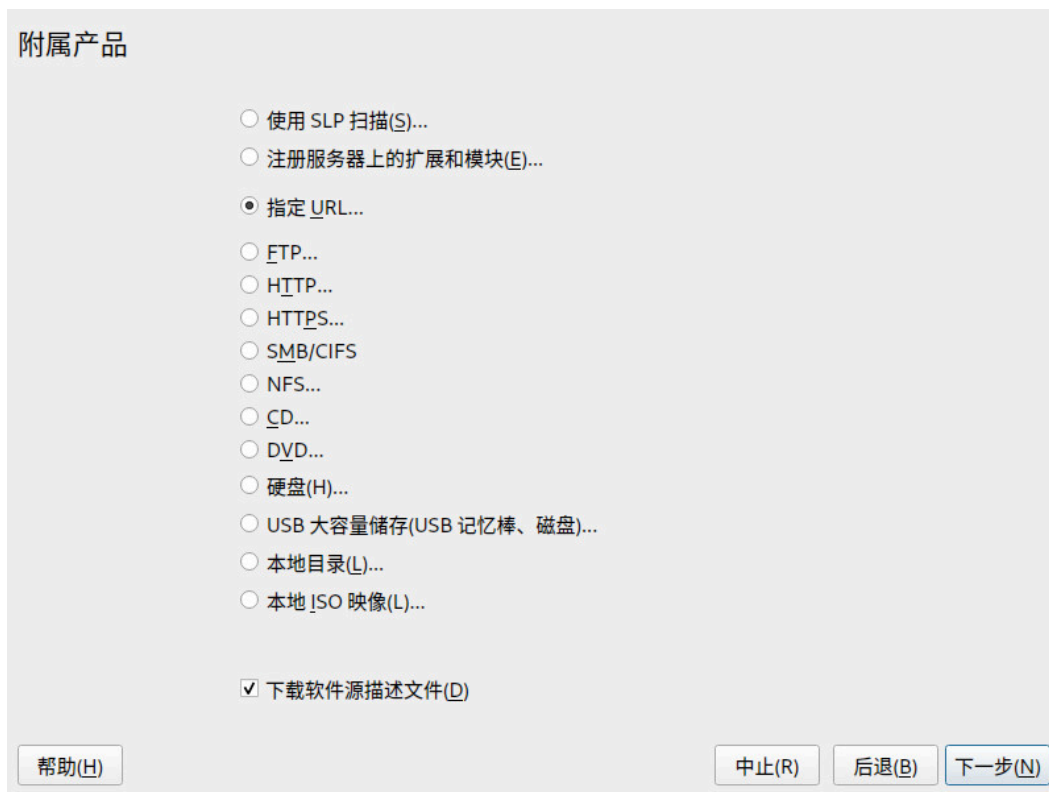 附属产品
使用 SLP 扫描(S)...
注册服务器上的扩展和模块(E)...
指定 URL...
FTP...
HTTP...
HTTPS...
SMB/CIFS
NFS...
CD...
DVD...
硬盘(H)...
USB 大容量储存(USB 记忆棒、磁盘)...
本地目录(L)...
本地 ISO 映像(L)...
下载软件源描述文件(D)
帮助(H) 中止(R) 后退(B) 下一步(N)